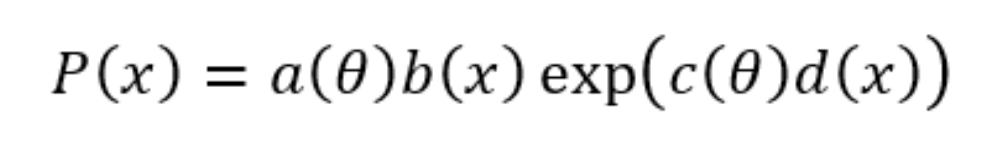 P(x) = a(θ)b(x) exp(c(θ)d(x))